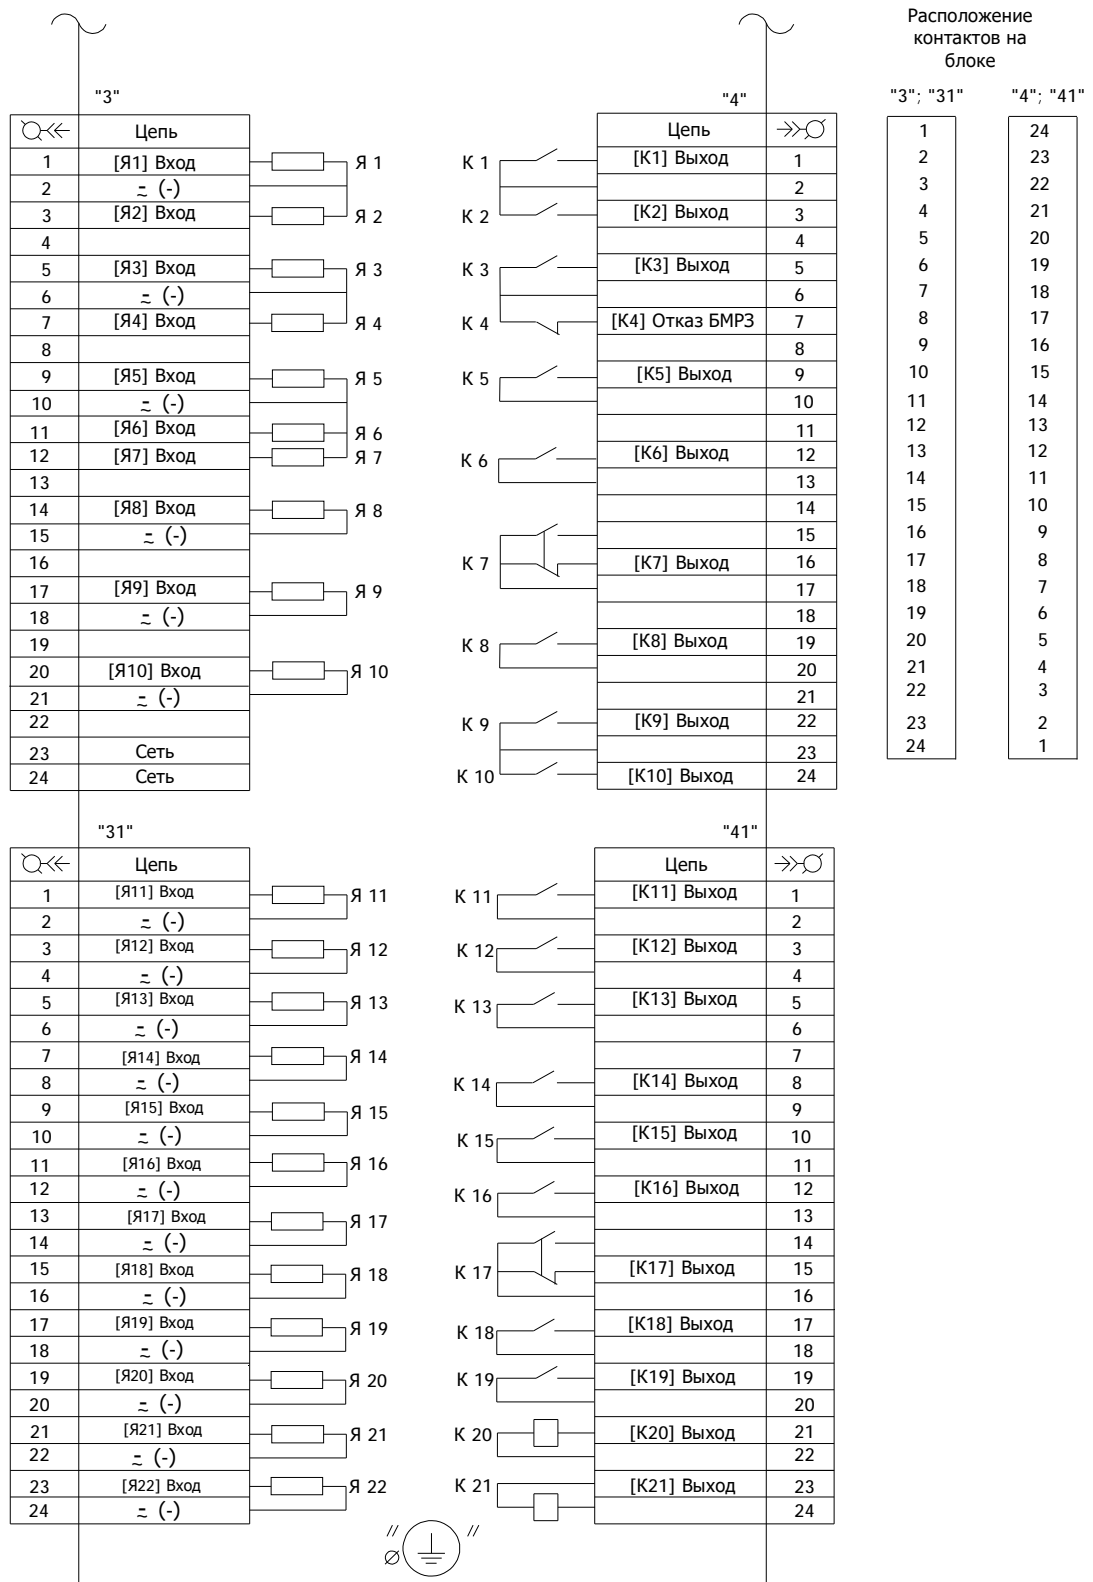 Расположение
контактов на
блоке
"3" "4" "3"; "31" "4"; "41"
Цепь Цепь 1 24
1 [Я1] Вход Я 1 К 1 [К1] Выход 1 2 23
2 ~ (-) 2 3 22
3 [Я2] Вход Я 2 К 2 [К2] Выход 3 4 21
4 4 5 20
5 [Я3] Вход Я 3 К 3 [К3] Выход 5 6 19
6 ~ (-) 6 7 18
7 [Я4] Вход Я 4 К 4 [К4] Отказ БМРЗ 7 8 17
8 8 9 16
9 [Я5] Вход Я 5 К 5 [К5] Выход 9 10 15
10 ~ (-) 10 11 14
11 [Я6] Вход Я 6 11 12 13
12 [Я7] Вход Я 7 К 6 [К6] Выход 12 13 12
13 13 14 11
14 [Я8] Вход Я 8 14 15 10
15 ~ (-) 15 16 9
16 К 7 [К7] Выход 16 17 8
17 [Я9] Вход Я 9 17 18 7
18 ~ (-) 18 19 6
19 К 8 [К8] Выход 19 20 5
20 [Я10] Вход Я 10 20 21 4
21 ~ (-) 21 22 3
22 К 9 [К9] Выход 22 23 2
23 Сеть 23 24 1
24 Сеть К 10 [К10] Выход 24
"31" "41"
Цепь Цепь
1 [Я11] Вход Я 11 К 11 [К11] Выход 1
2 ~ (-) 2
3 [Я12] Вход Я 12 К 12 [К12] Выход 3
4 ~ (-) 4
5 [Я13] Вход Я 13 К 13 [К13] Выход 5
6 ~ (-) 6
7 [Я14] Вход Я 14 7
8 ~ (-) К 14 [К14] Выход 8
9 [Я15] Вход Я 15 9
10 ~ (-) К 15 [К15] Выход 10
11 [Я16] Вход Я 16 11
12 ~ (-) К 16 [К16] Выход 12
13 [Я17] Вход Я 17 13
14 ~ (-) 14
15 [Я18] Вход Я 18 К 17 [К17] Выход 15
16 ~ (-) 16
17 [Я19] Вход Я 19 К 18 [К18] Выход 17
18 ~ (-) 18
19 [Я20] Вход Я 20 К 19 [К19] Выход 19
20 ~ (-) 20
21 [Я21] Вход Я 21 К 20 [К20] Выход 21
22 ~ (-) 22
23 [Я22] Вход Я 22 К 21 [К21] Выход 23
24 ~ (-) 24